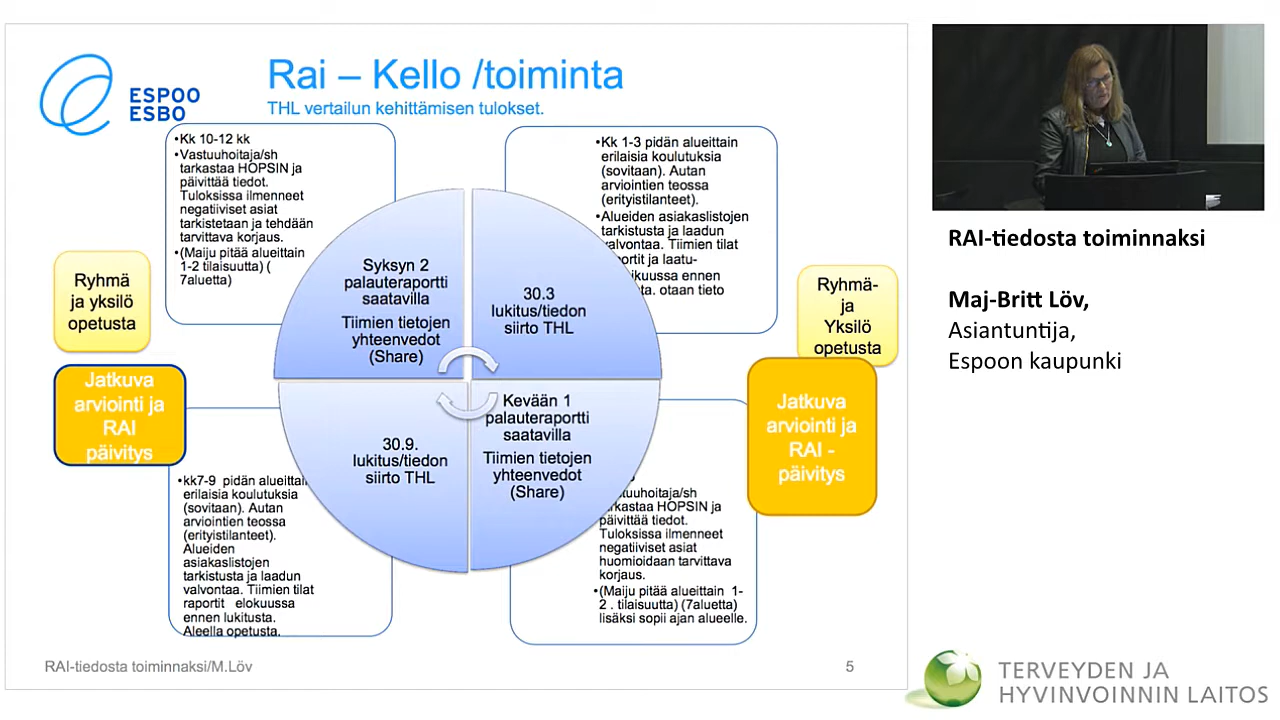 Rai – Kello /toiminta
THL vertailun kehittämisen tulokset.
ESPOO
ESBO
•Kk 10-12 kk
•Vastuuhoitaja/sh
tarkastaa HOPSIN ja
päivittää tiedot.
Tuloksissa ilmenneet
negatiiviset asiat
tarkistetaan ja tehdään
tarvittava korjaus.
•(Maiju pitää alueittain
1-2 tilaisuutta) (
7aluetta)
•Kk 1-3 pidän alueittain
erilaisia koulutuksia
(sovitaan). Autan
arviointien teossa
(erityistilanteet).
•Alueiden asiakaslistojen
tarkistusta ja laadun
valvontaa. Tiimien tilat
ja laatu-
ennen
otaan tieto
Ryhmä
ja yksilö
opetusta
Jatkuva
arviointi ja
RAI
päivitys
Syksyn 2
palauteraportti
saatavilla
Tiimien tietojen
yhteenvedot
(Share)
30.3
lukitus/tiedon
siirto THL
Ryhmä-
ja
Yksilö
opetusta
Jatkuva
arviointi ja
RAI -
päivitys
30.9.
lukitus/tiedon
siirto THL
Kevään 1
palauteraportti
saatavilla
Tiimien tietojen
yhteenvedot
(Share)
•kk7-9 pidän alueittain
erilaisia koulutuksia
(sovitaan). Autan
arviointien teossa
(erityistilanteet).
Alueiden
asiakaslistojen
tarkistusta ja laadun
valvontaa. Tiimien tilat
raportit elokuussa
ennen lukitusta.
Aleella opetusta.
tarkastaa HOPSIN ja
päivittää tiedot.
Tuloksissa ilmenneet
negatiiviset asiat
huomioidaan tarvittava
korjaus.
•(Maiju pitää alueittain 1-
2 . tilaisuutta) (7aluetta)
lisäksi sopii ajan alueelle.
RAI-tiedosta toiminnaksi/M.Löv
5
RAI-tiedosta toiminnaksi
Maj-Britt Löv,
Asiantuntija,
Espoon kaupunki
TERVEYDEN JA
HYVINVOINNIN LAITOS